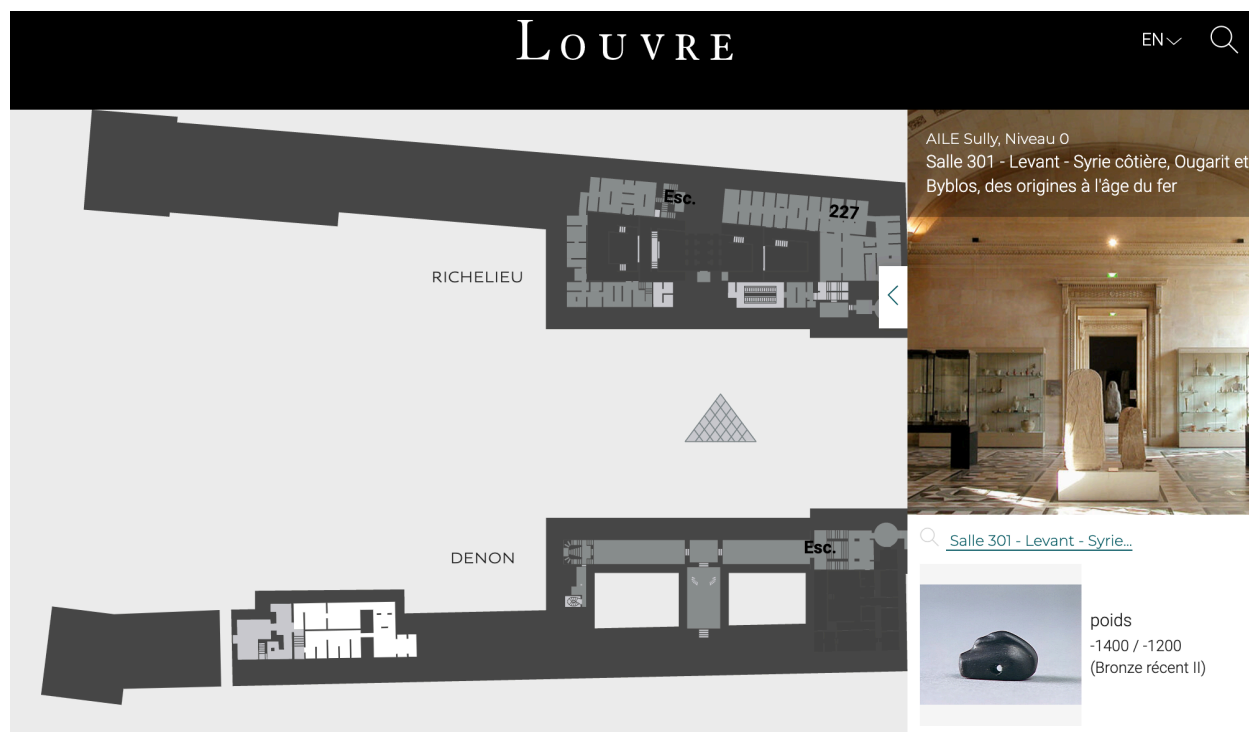 LOUVRE
EN
Esc.
227
RICHELIEU
DENON
Esc.
AILE Sully, Niveau 0
Salle 301 - Levant - Syrie côtière, Ougarit et
Byblos, des origines à l'âge du fer
Salle 301 - Levant - Syrie...
poids
-1400 / -1200
(Bronze récent II)